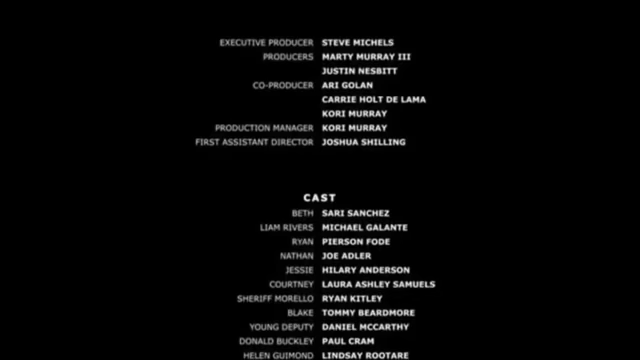 EXECUTIVE PRODUCER STEVE MICHELS
PRODUCERS MARTY MURRAY III
JUSTIN NESBITT
CO-PRODUCER ARI GOLAN
CARRIE HOLT DE LAMA
KORI MURRAY
PRODUCTION MANAGER KORI MURRAY
FIRST ASSISTANT DIRECTOR JOSHUA SHILLING
CAST
BETH SARI SANCHEZ
LIAM RIVERS MICHAEL GALANTE
RYAN PIERSON FODE
NATHAN JOE ADLER
JESSIE HILARY ANDERSON
COURTNEY LAURA ASHLEY SAMUELS
SHERIFF MORELLO RYAN KITLEY
BLAKE TOMMY BEARDMORE
YOUNG DEPUTY DANIEL MCCARTHY
DONALD BUCKLEY PAUL CRAM
HELEN GUIMOND LINDSAY ROOTARE